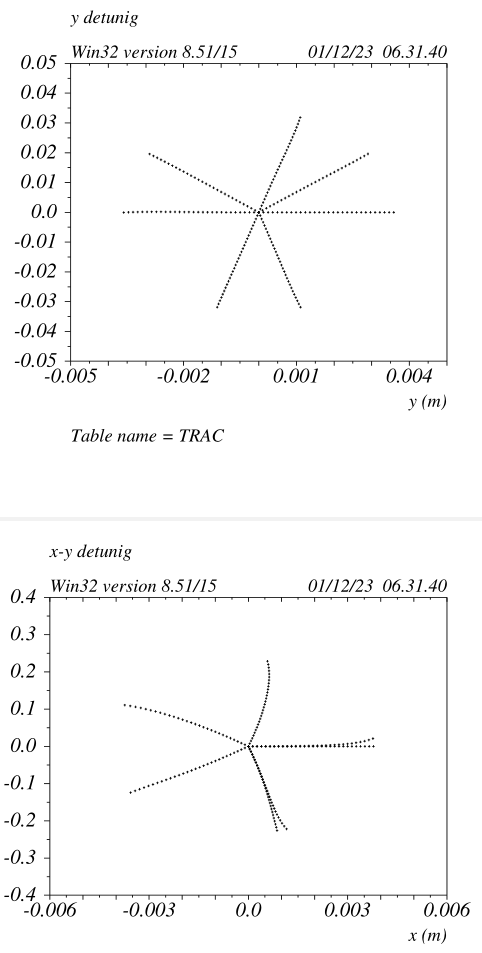 y detunig
Win32 version 8.51/15 01/12/23 06.31.40
0.05
0.04
0.03
0.02
0.01
0.0
-0.01
-0.02
-0.03
-0.04
-0.05
-0.005 -0.002 0.001 0.004
y (m)
Table name = TRAC
x-y detunig
Win32 version 8.51/15 01/12/23 06.31.40
0.4
0.3
0.2
0.1
0.0
-0.1
-0.2
-0.3
-0.4
-0.006 -0.003 0.0 0.003 0.006
x (m)